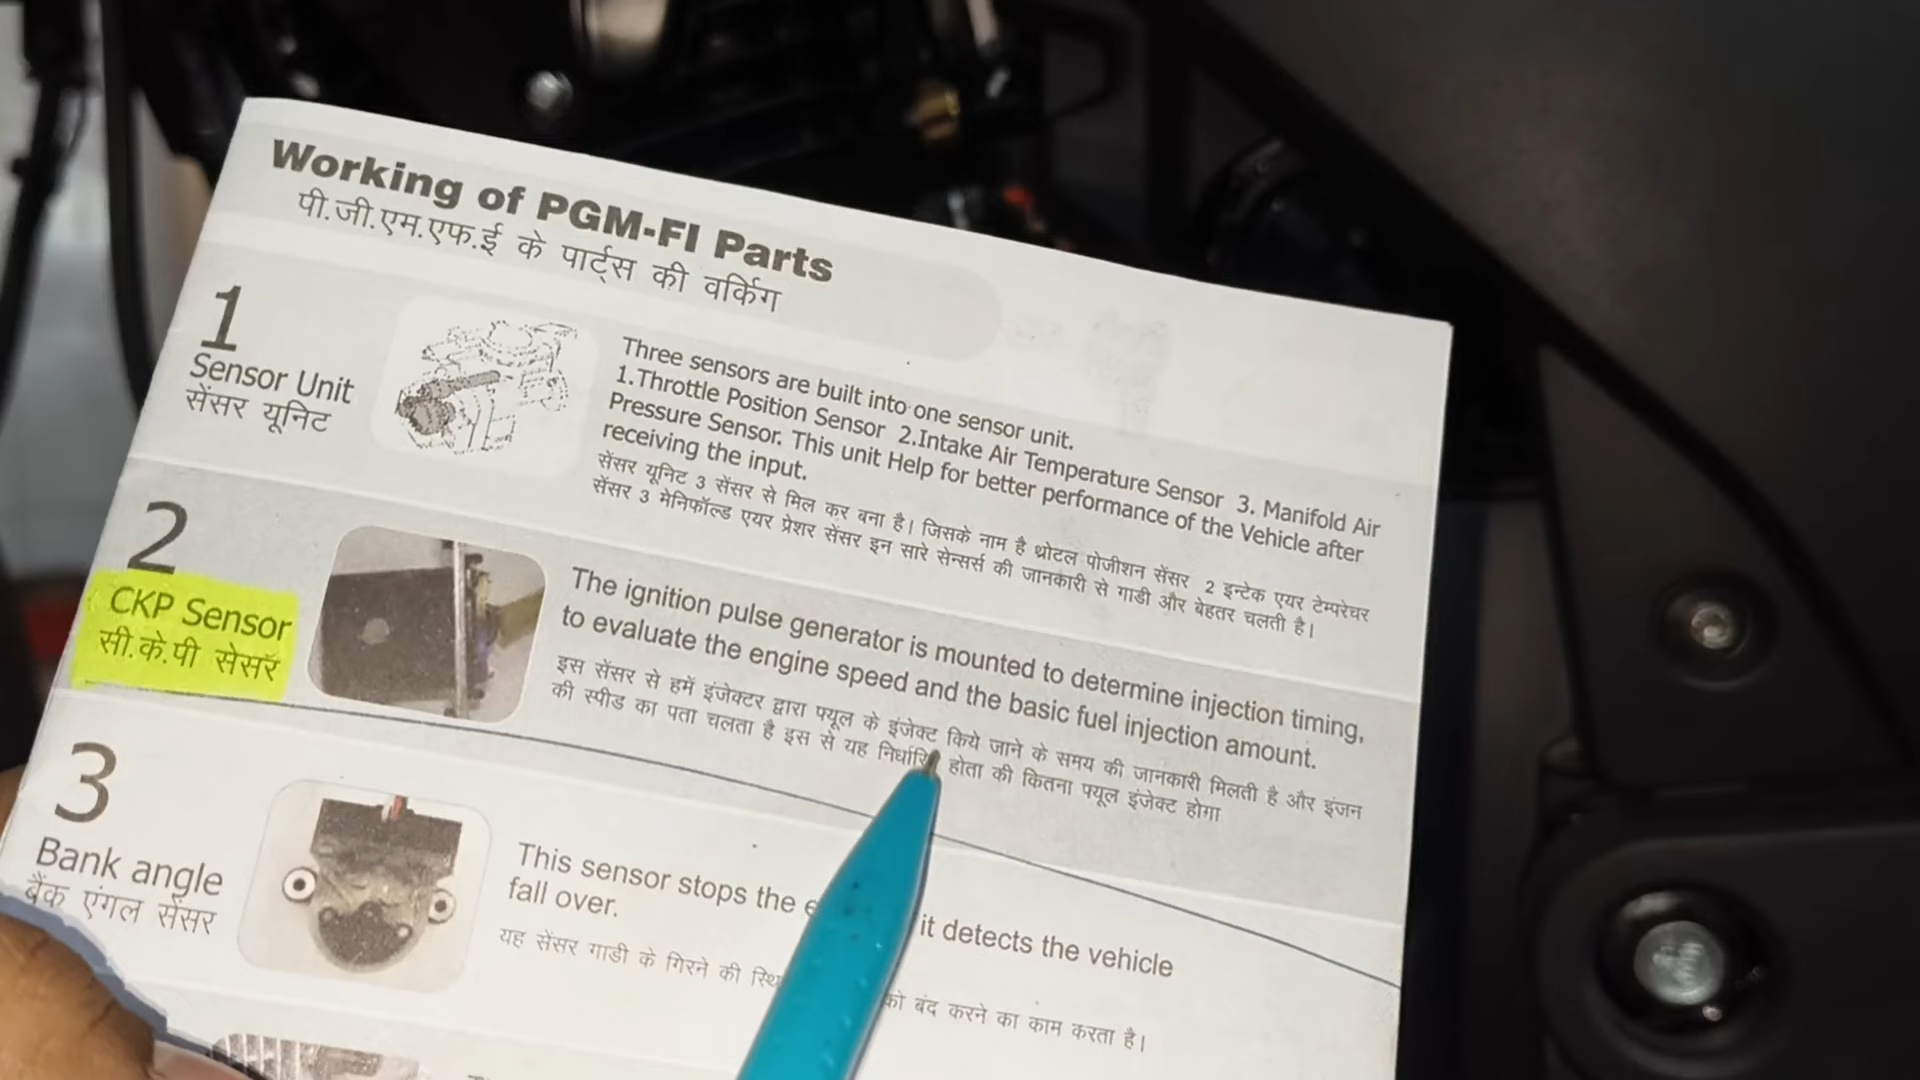 Working of PGM-FI Parts
पी.जी.एम.एफ.ई के पार्ट्स की वर्किंग
1
Sensor Unit
सेंसर यूनिट
Three sensors are built into one sensor unit.
1.Throttle Position Sensor 2.Intake Air Temperature Sensor 3. Manifold Air
Pressure Sensor. This unit Help for better performance of the Vehicle after
receiving the input.
सेंसर यूनिट 3 सेंसर से मिल कर बना है। जिसके नाम है थ्रोटल पोजीशन सेंसर 2 इन्टेक एयर टेम्परेचर
सेंसर 3 मेनिफॉल्ड एयर प्रेशर सेंसर इन सारे सेन्सर्स की जानकारी से गाडी और बेहतर चलती है।
2
CKP Sensor
सी.के.पी सेसर
The ignition pulse generator is mounted to determine injection timing,
to evaluate the engine speed and the basic fuel injection amount.
इस सेंसर से हमें इंजेक्टर द्वारा फ्यूल के इंजेक्ट किये जाने के समय की जानकारी मिलती है और इंजन
की स्पीड का पता चलता है इस से यह होता की कितना फ्यूल इंजेक्ट होगा
3
Bank angle
बैंक एंगल सेंसर
This sensor stops the it detects the vehicle
fall over.
यह सेंसर गाडी के गिरने की को बंद करने का काम करता है।